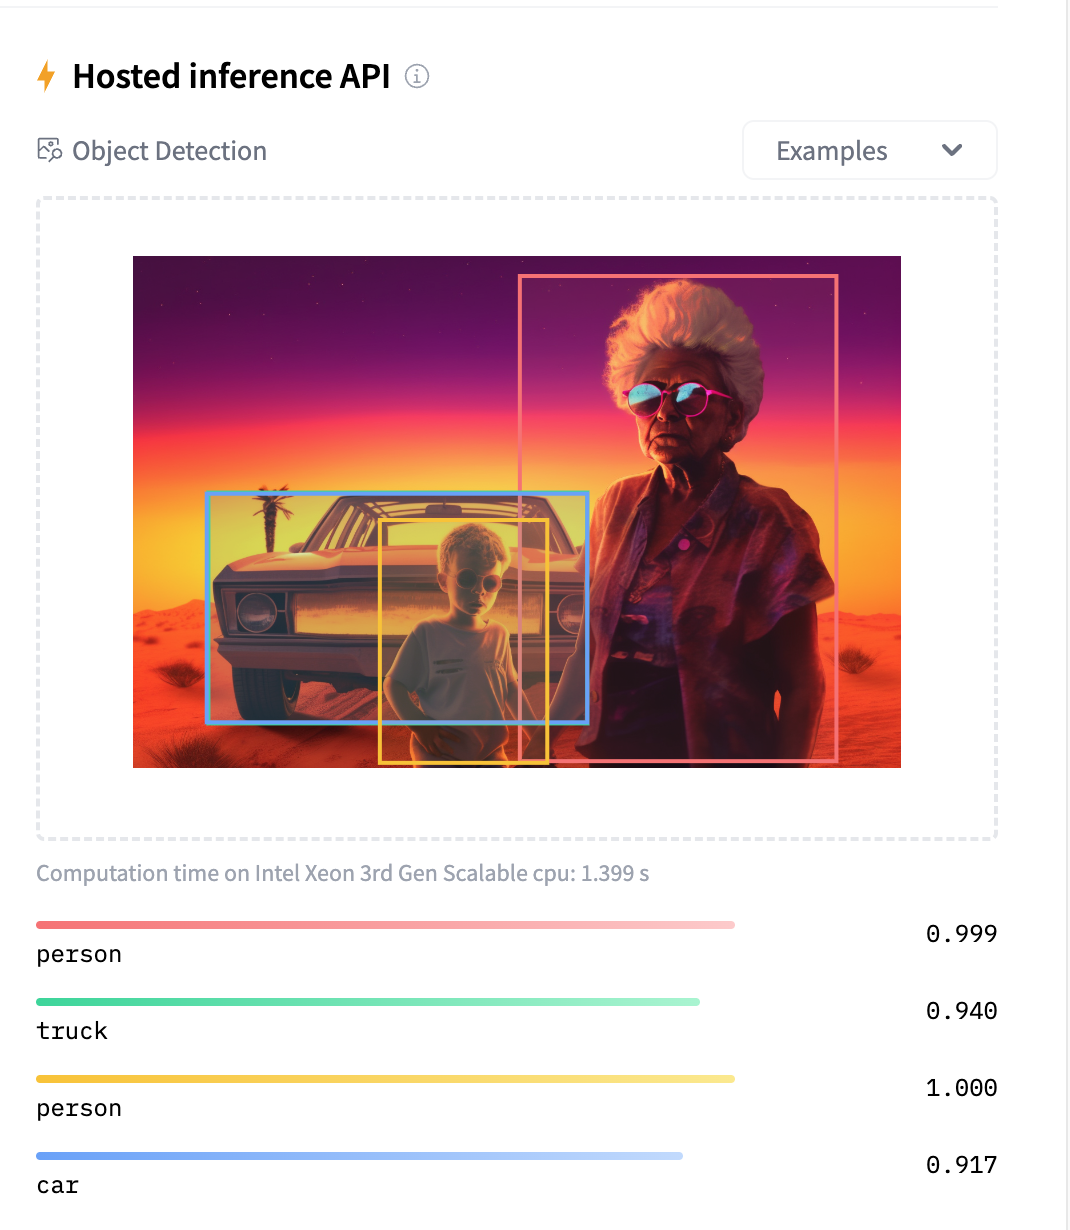 Hosted inference API
Object Detection
Examples
Computation time on Intel Xeon 3rd Gen Scalable cpu: 1.399 s
person 0.999
truck 0.940
person 1.000
car 0.917